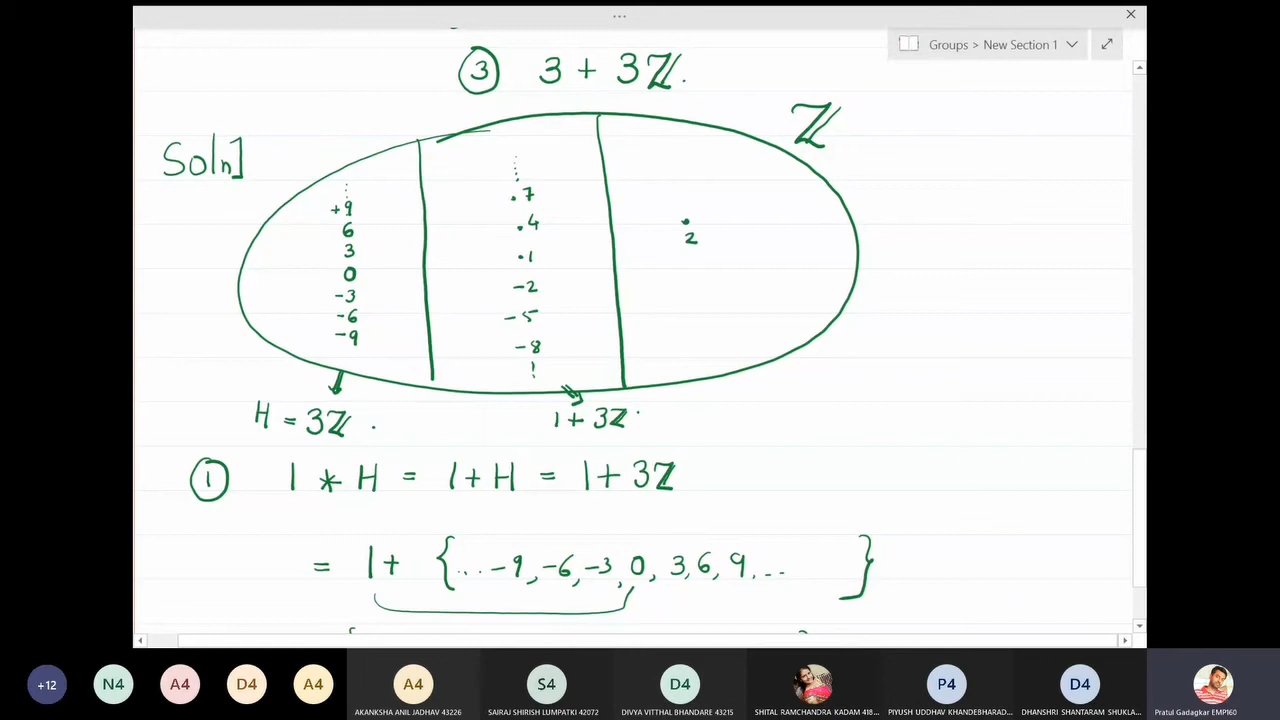 ...
Groups > New Section 1
③ 3 + 3ℤ.
ℤ
Soln]
+9
6
3
0
-3
-6
-9
.7
.4
.1
-2
-5
-8
2
H = 3ℤ.
1 + 3ℤ.
① 1 * H = 1 + H = 1 + 3ℤ
= 1 + {... -9, -6, -3, 0, 3, 6, 9, ... }
+12
N4
A4
D4
A4
A4
S4
D4
P4
D4
AKANKSHA ANIL JADHAV 43226
SAIRAJ SHIRISH LUMPATKI 42072
DIVYA VITTHAL BHANDARE 43215
SHITAL RAMCHANDRA KADAM 418...
PIYUSH UDDHAV KHANDEBHARAD...
DHANSHRI SHANTARAM SHUKLA...
Pratul Gadagkar EMP160